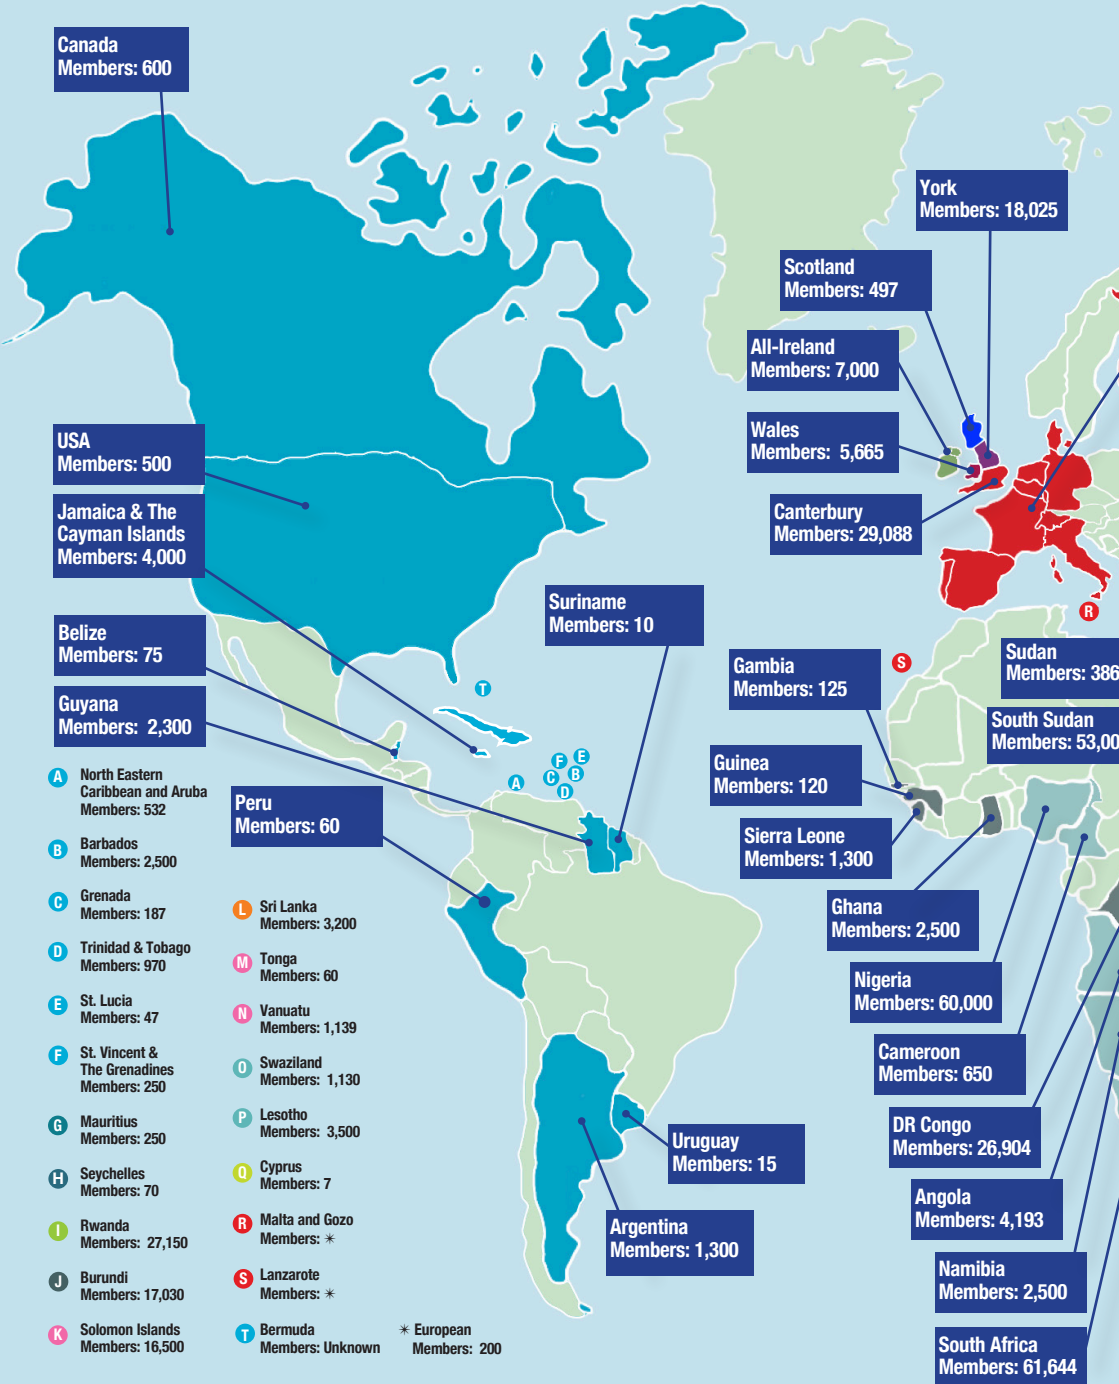 Canada
Members: 600
York
Members: 18,025
Scotland
Members: 497
All-Ireland
Members: 7,000
Wales
Members: 5,665
Canterbury
Members: 29,088
USA
Members: 500
Jamaica & The
Cayman Islands
Members: 4,000
Belize
Members: 75
Guyana
Members: 2,300
Suriname
Members: 10
Peru
Members: 60
Uruguay
Members: 15
Argentina
Members: 1,300
T
F
E
C
B
A
D
R
S
Sudan
Members: 386
South Sudan
Members: 53,00
Gambia
Members: 125
Guinea
Members: 120
Sierra Leone
Members: 1,300
Ghana
Members: 2,500
Nigeria
Members: 60,000
Cameroon
Members: 650
DR Congo
Members: 26,904
Angola
Members: 4,193
Namibia
Members: 2,500
South Africa
Members: 61,644
A North Eastern
Caribbean and Aruba
Members: 532
B Barbados
Members: 2,500
C Grenada
Members: 187
D Trinidad & Tobago
Members: 970
E St. Lucia
Members: 47
F St. Vincent &
The Grenadines
Members: 250
G Mauritius
Members: 250
H Seychelles
Members: 70
I Rwanda
Members: 27,150
J Burundi
Members: 17,030
K Solomon Islands
Members: 16,500
L Sri Lanka
Members: 3,200
M Tonga
Members: 60
N Vanuatu
Members: 1,139
O Swaziland
Members: 1,130
P Lesotho
Members: 3,500
Q Cyprus
Members: 7
R Malta and Gozo
Members: ✴
S Lanzarote
Members: ✴
T Bermuda
Members: Unknown
✴ European
Members: 200